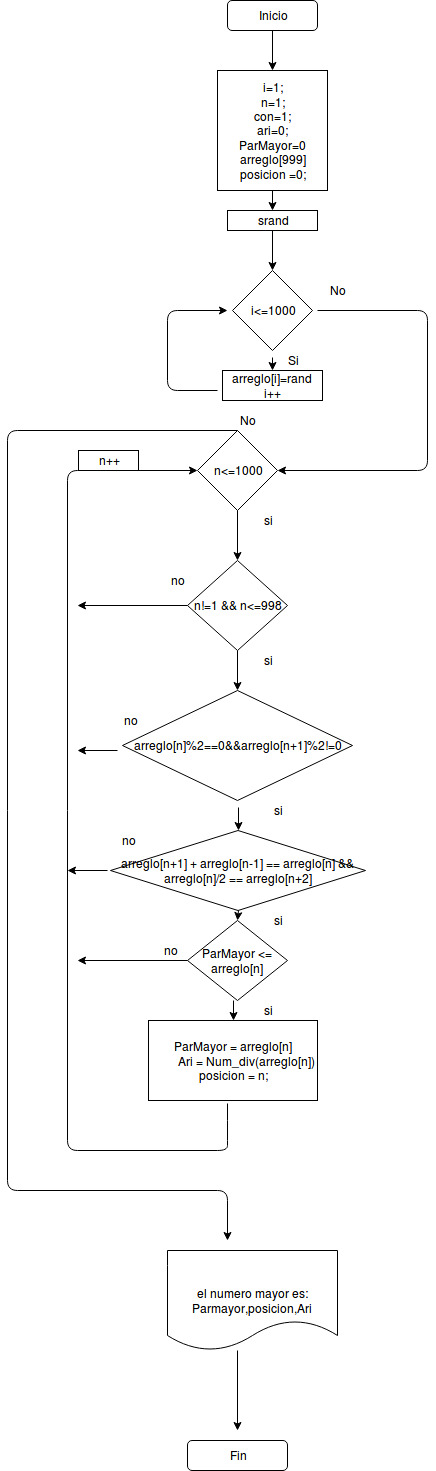 Inicio
i=1;
n=1;
con=1;
ari=0;
ParMayor=0
arreglo[999]
posicion =0;
srand
i<=1000
No
Si
arreglo[i]=rand
i++
No
n++
n<=1000
si
no
n!=1 && n<=998
si
no
arreglo[n]%2==0&&arreglo[n+1]%2!=0
si
no
arreglo[n+1] + arreglo[n-1] == arreglo[n] &&
arreglo[n]/2 == arreglo[n+2]
si
no
ParMayor <=
arreglo[n]
si
ParMayor = arreglo[n]
Ari = Num_div(arreglo[n])
posicion = n;
el numero mayor es:
Parmayor,posicion,Ari
Fin